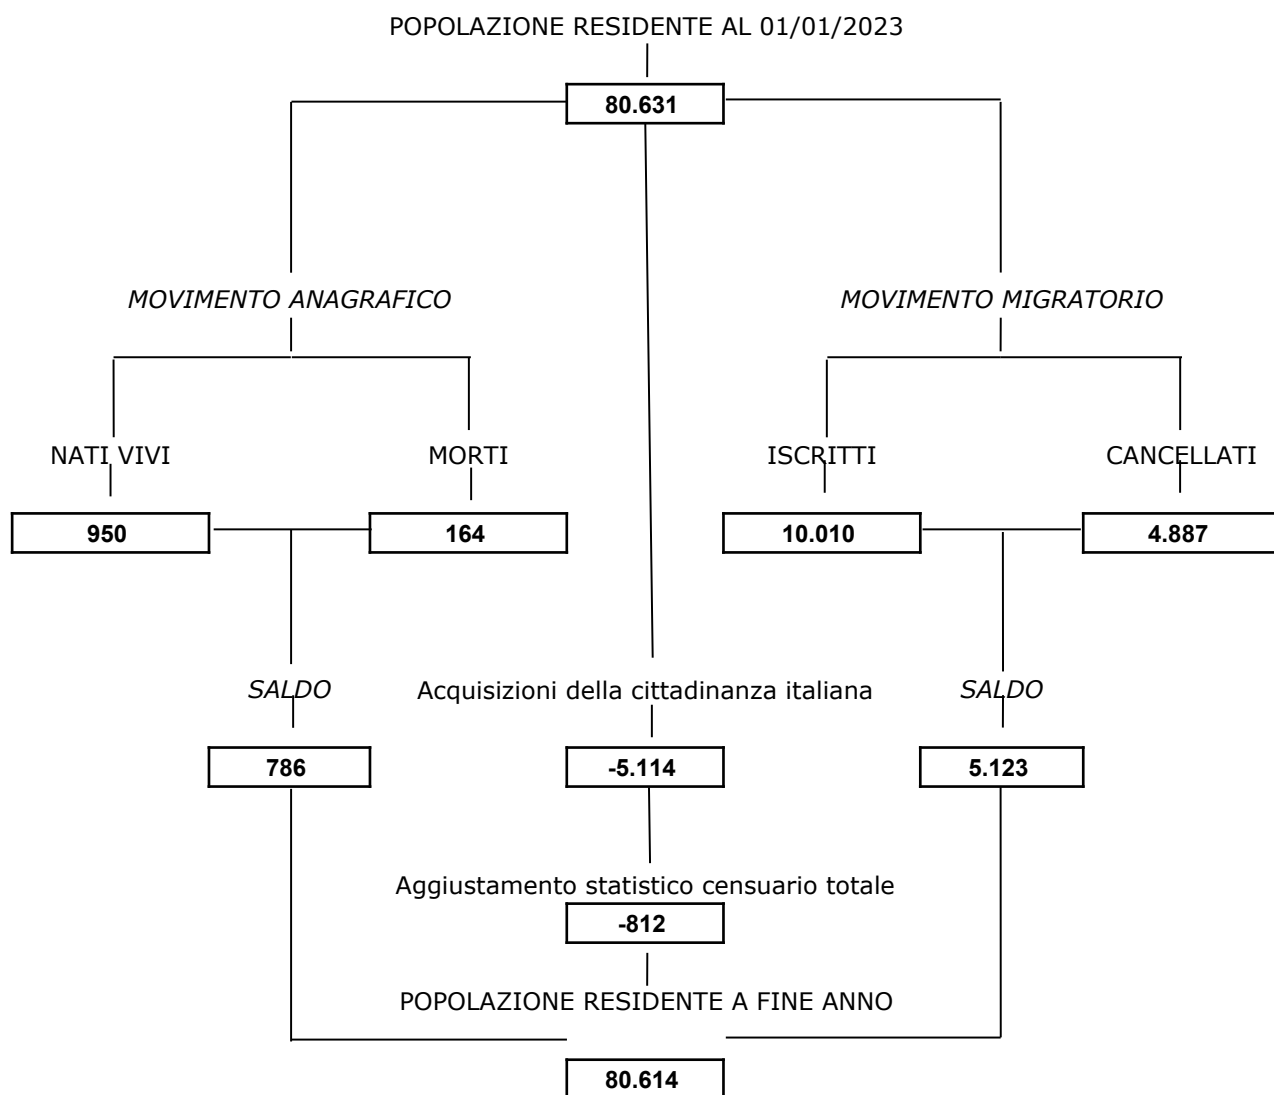 POPOLAZIONE RESIDENTE AL 01/01/2023
80.631
MOVIMENTO ANAGRAFICO
MOVIMENTO MIGRATORIO
NATI VIVI
MORTI
ISCRITTI
CANCELLATI
950
164
10.010
4.887
SALDO
Acquisizioni della cittadinanza italiana
SALDO
786
-5.114
5.123
Aggiustamento statistico censuario totale
-812
POPOLAZIONE RESIDENTE A FINE ANNO
80.614